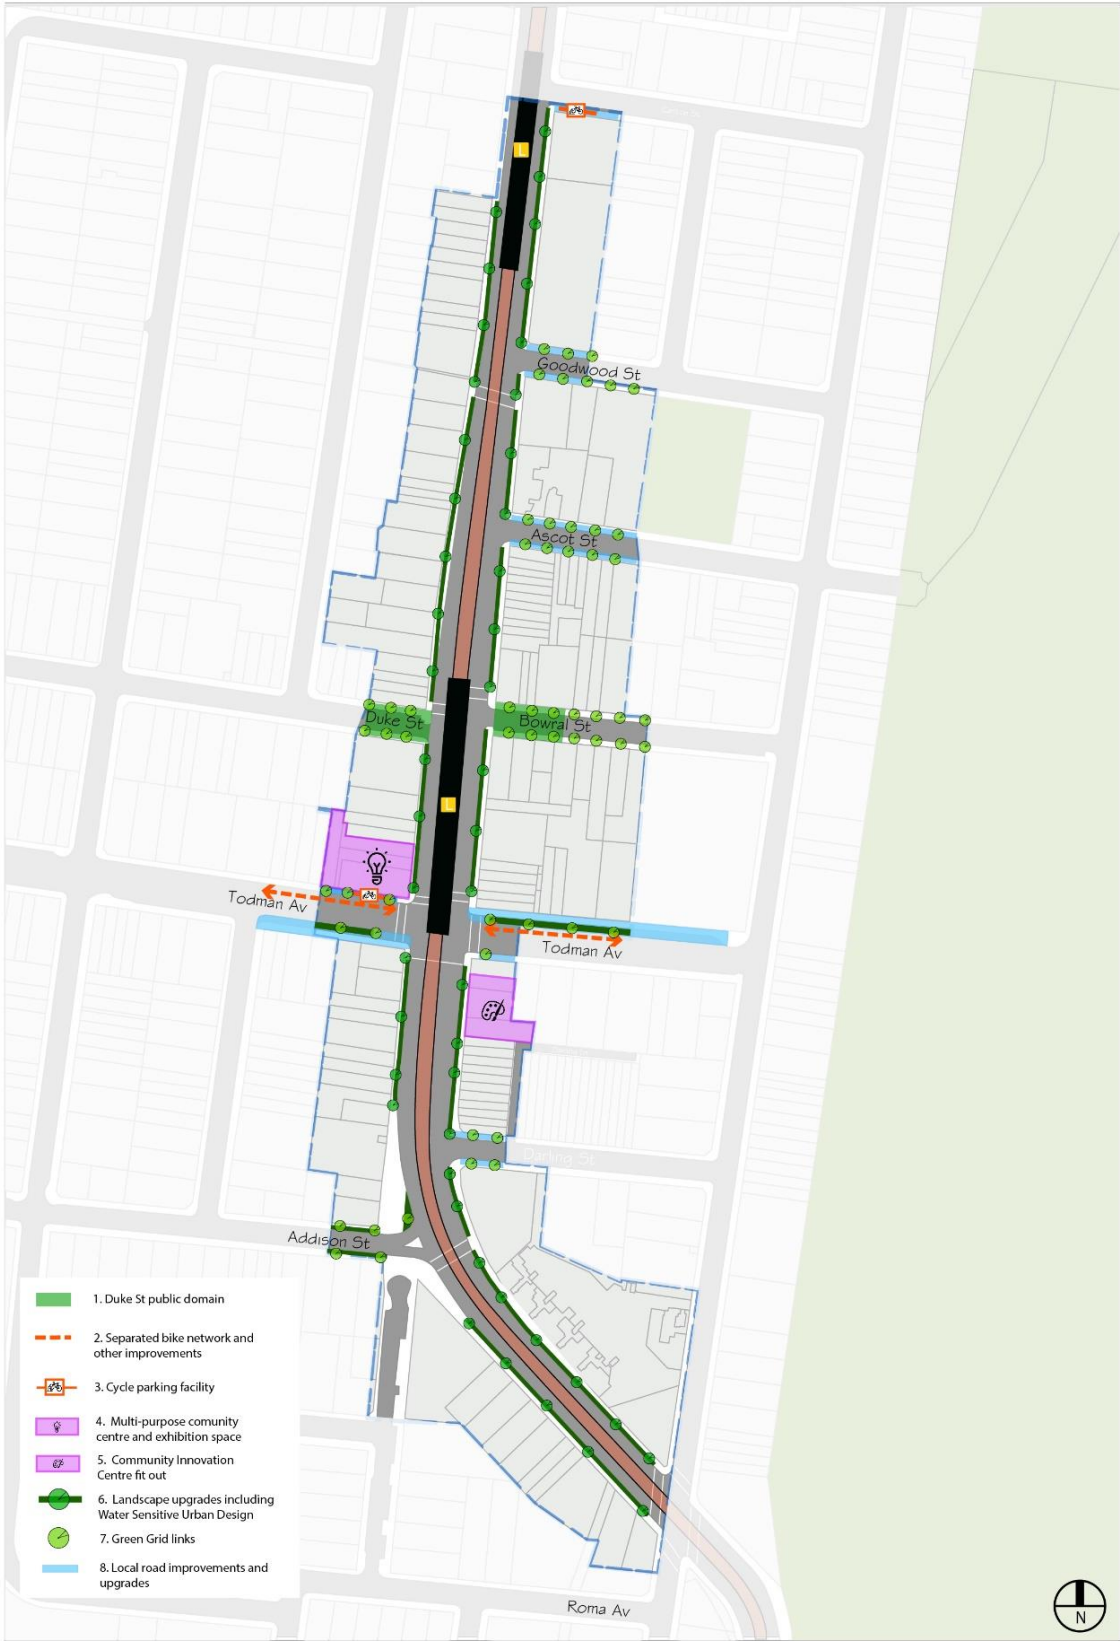 L
Goodwood St
Ascot St
Duke St
Bowral St
L
Todman Av
Todman Av
Darling St
Addison St
1. Duke St public domain
2. Separated bike network and
other improvements
3. Cycle parking facility
4. Multi-purpose comunity
centre and exhibition space
5. Community Innovation
Centre fit out
6. Landscape upgrades including
Water Sensitive Urban Design
7. Green Grid links
8. Local road improvements and
upgrades
Roma Av
N